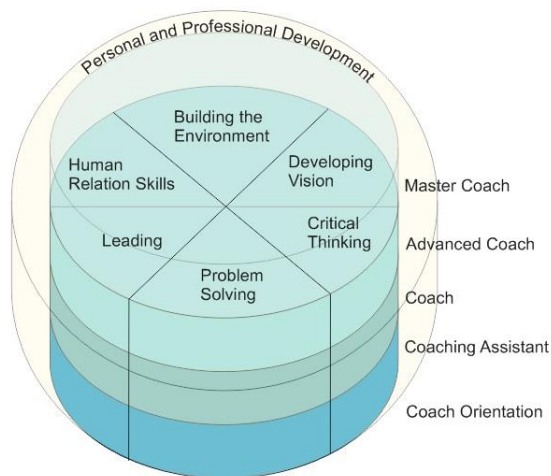 Personal and Professional Development
Building the
Environment
Human
Relation Skills
Developing
Vision
Leading
Critical
Thinking
Problem
Solving
Master Coach
Advanced Coach
Coach
Coaching Assistant
Coach Orientation